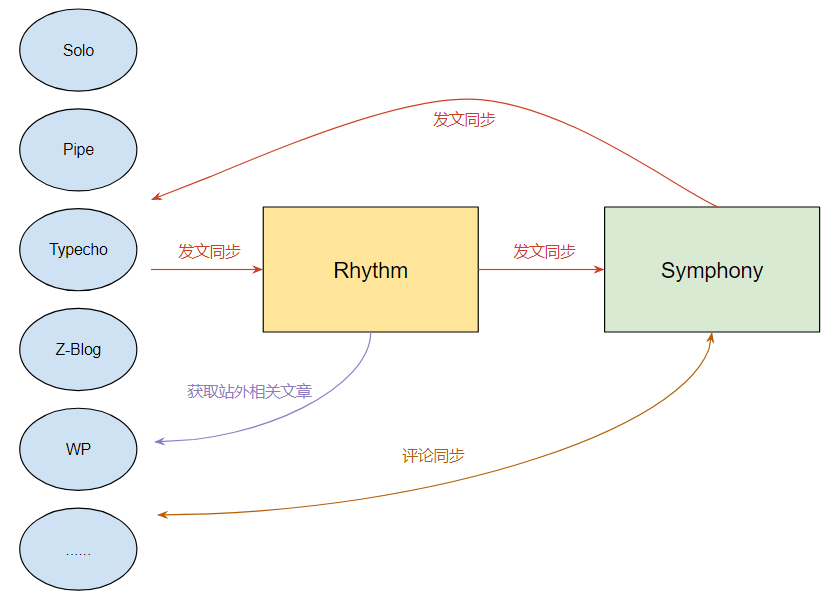 Solo
Pipe
发文同步
Typecho
发文同步
Rhythm
发文同步
Symphony
Z-Blog
获取站外相关文章
WP
评论同步
......